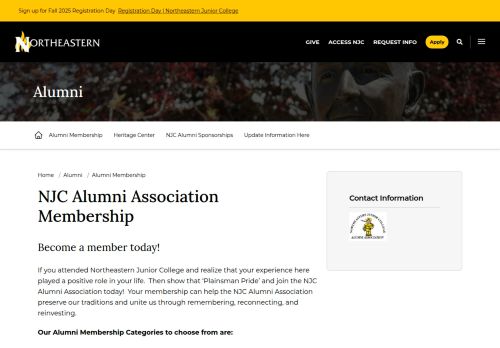 Sign up for Fall 2025 Registration Day Registration Day | Northeastern Junior College
NORTHEASTERN
GIVE ACCESS NJC REQUEST INFO Apply
Alumni
Alumni Membership Heritage Center NJC Alumni Sponsorships Update Information Here
Home / Alumni / Alumni Membership
NJC Alumni Association
Membership
Become a member today!
If you attended Northeastern Junior College and realize that your experience here
played a positive role in your life. Then show that 'Plainsman Pride' and join the NJC
Alumni Association today! Your membership can help the NJC Alumni Association
preserve our traditions and unite us through remembering, reconnecting, and
reinvesting.
Our Alumni Membership Categories to choose from are:
Contact Information
NORTHEASTERN JUNIOR COLLEGE
ALUMNI ASSOCIATION